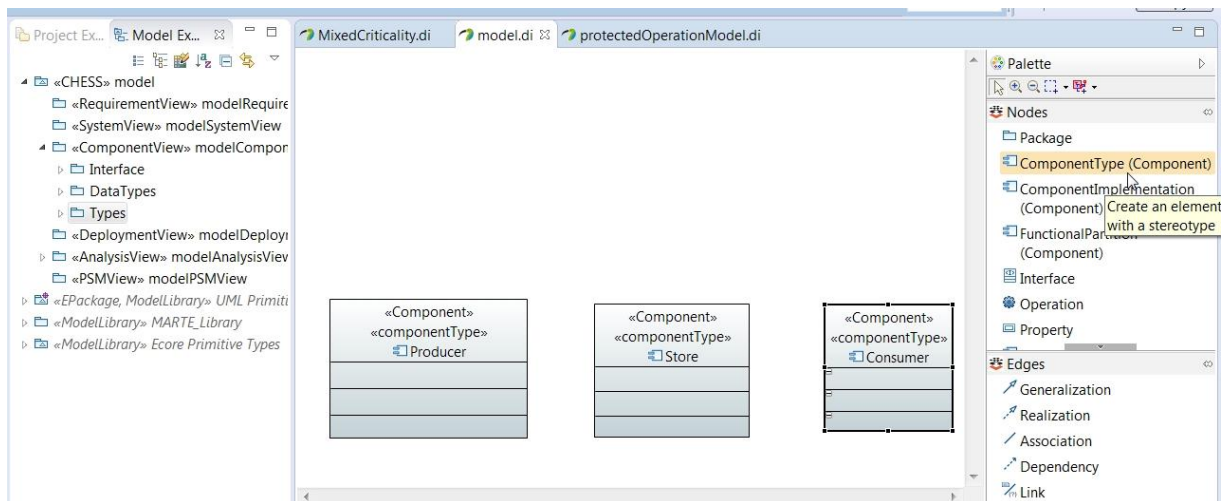 Project Ex...
Model Ex...
«CHESS» model
«RequirementView» modelRequire
«SystemView» modelSystemView
«ComponentView» modelCompon
Interface
DataTypes
Types
«DeploymentView» modelDeploy
«AnalysisView» modelAnalysisView
«PSMView» modelPSMView
«EPackage, ModelLibrary» UML Primiti
«ModelLibrary» MARTE_Library
«ModelLibrary» Ecore Primitive Types
MixedCriticality.di
model.di
protectedOperationModel.di
«Component»
«componentType»
Producer
«Component»
«componentType»
Store
«Component»
«componentType»
Consumer
Palette
Nodes
Package
ComponentType (Component)
ComponentImplementation
(Component)
Create an element
with a stereotype
(Component)
Interface
Operation
Property
Edges
Generalization
Realization
Association
Dependency
Link